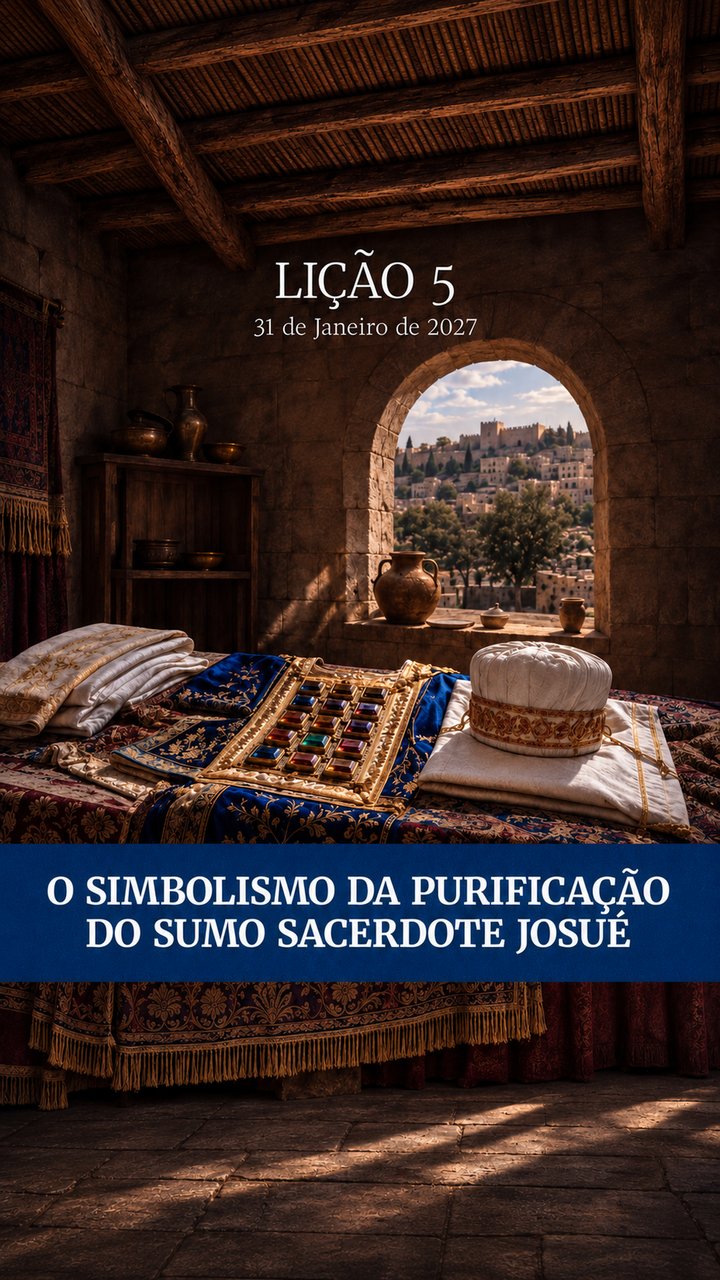 LIÇÃO 5
31 de Janeiro de 2027
O SIMBOLISMO DA PURIFICAÇÃO
DO SUMO SACERDOTE JOSUÉ